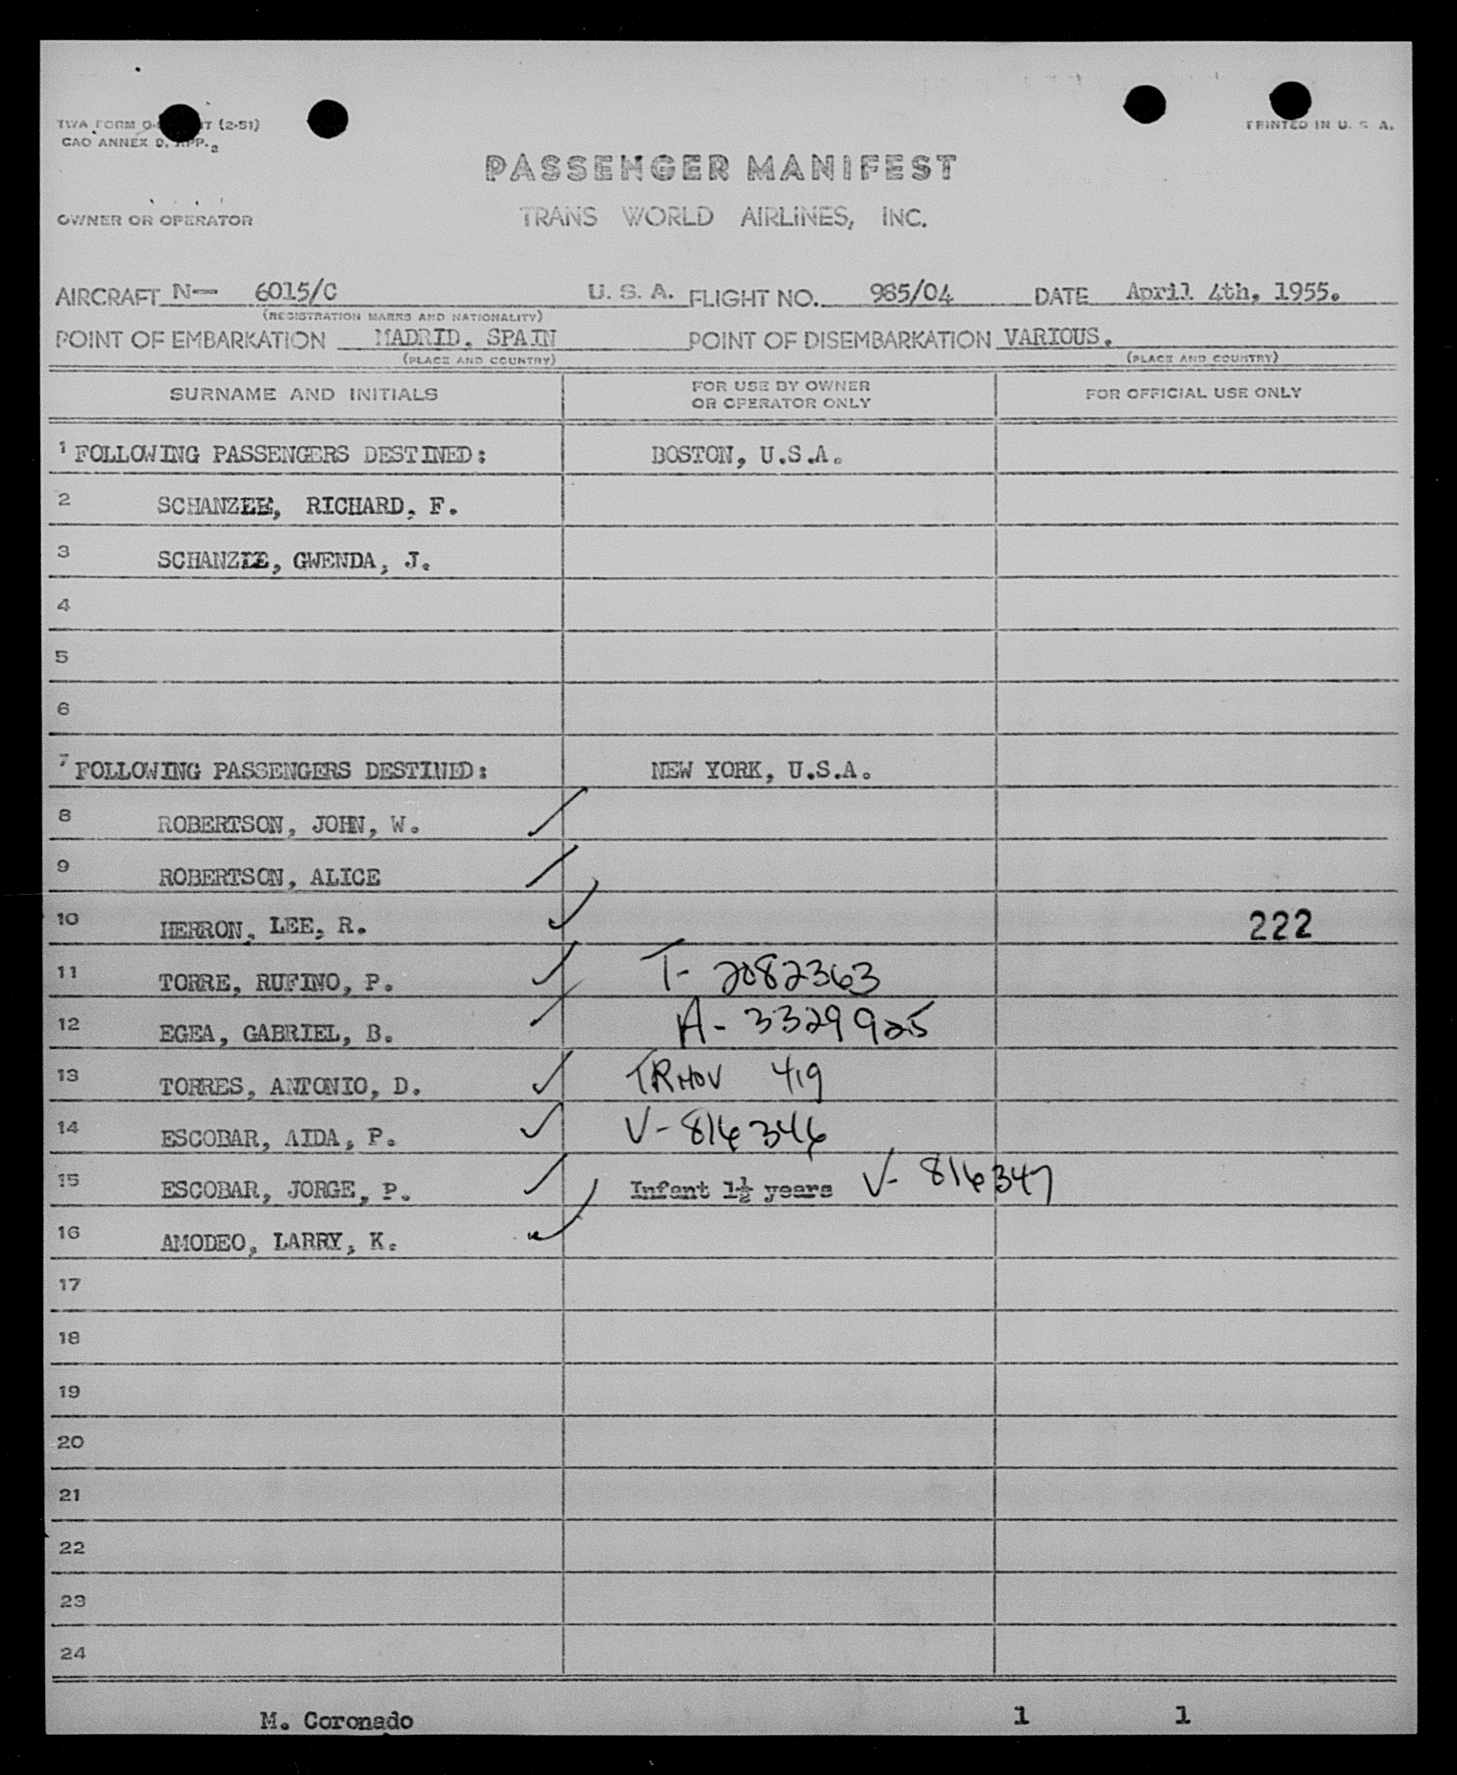 TWA FORM O- T (2-51)
CAO ANNEX D, APP. 2
PRINTED IN U. S. A.
PASSENGER MANIFEST
OWNER OR OPERATOR TRANS WORLD AIRLINES, INC.
AIRCRAFT N— 6015/C U. S. A. FLIGHT NO. 985/04 DATE April 4th, 1955.
(REGISTRATION MARKS AND NATIONALITY)
POINT OF EMBARKATION MADRID, SPAIN POINT OF DISEMBARKATION VARIOUS.
(PLACE AND COUNTRY) (PLACE AND COUNTRY)
SURNAME AND INITIALS FOR USE BY OWNER OR OPERATOR ONLY FOR OFFICIAL USE ONLY
1 FOLLOWING PASSENGERS DESTINED: BOSTON, U.S.A.
2 RICHARD, F.
3 GWENDA, J.
4
5
6
7 FOLLOWING PASSENGERS DESTINED: NEW YORK, U.S.A.
8 ROBERTSON, JOHN, W. ✓
9 ROBERTSON, ALICE ✓
10 HERRON, LEE, R. ✓ 222
11 TORRE, RUFINO, P. ✓ T- 2082363
12 EGEA, GABRIEL, B. ✓ A- 3329925
13 TORRES, ANTONIO, D. ✓ 419
14 ESCOBAR, AIDA, P. ✓ V- 816346
15 ESCOBAR, JORGE, P. ✓ Infant 1½ years V- 816347
16 AMODEO, LARRY, K. ✓
17
18
19
20
21
22
23
24
M. Coronado 1 1